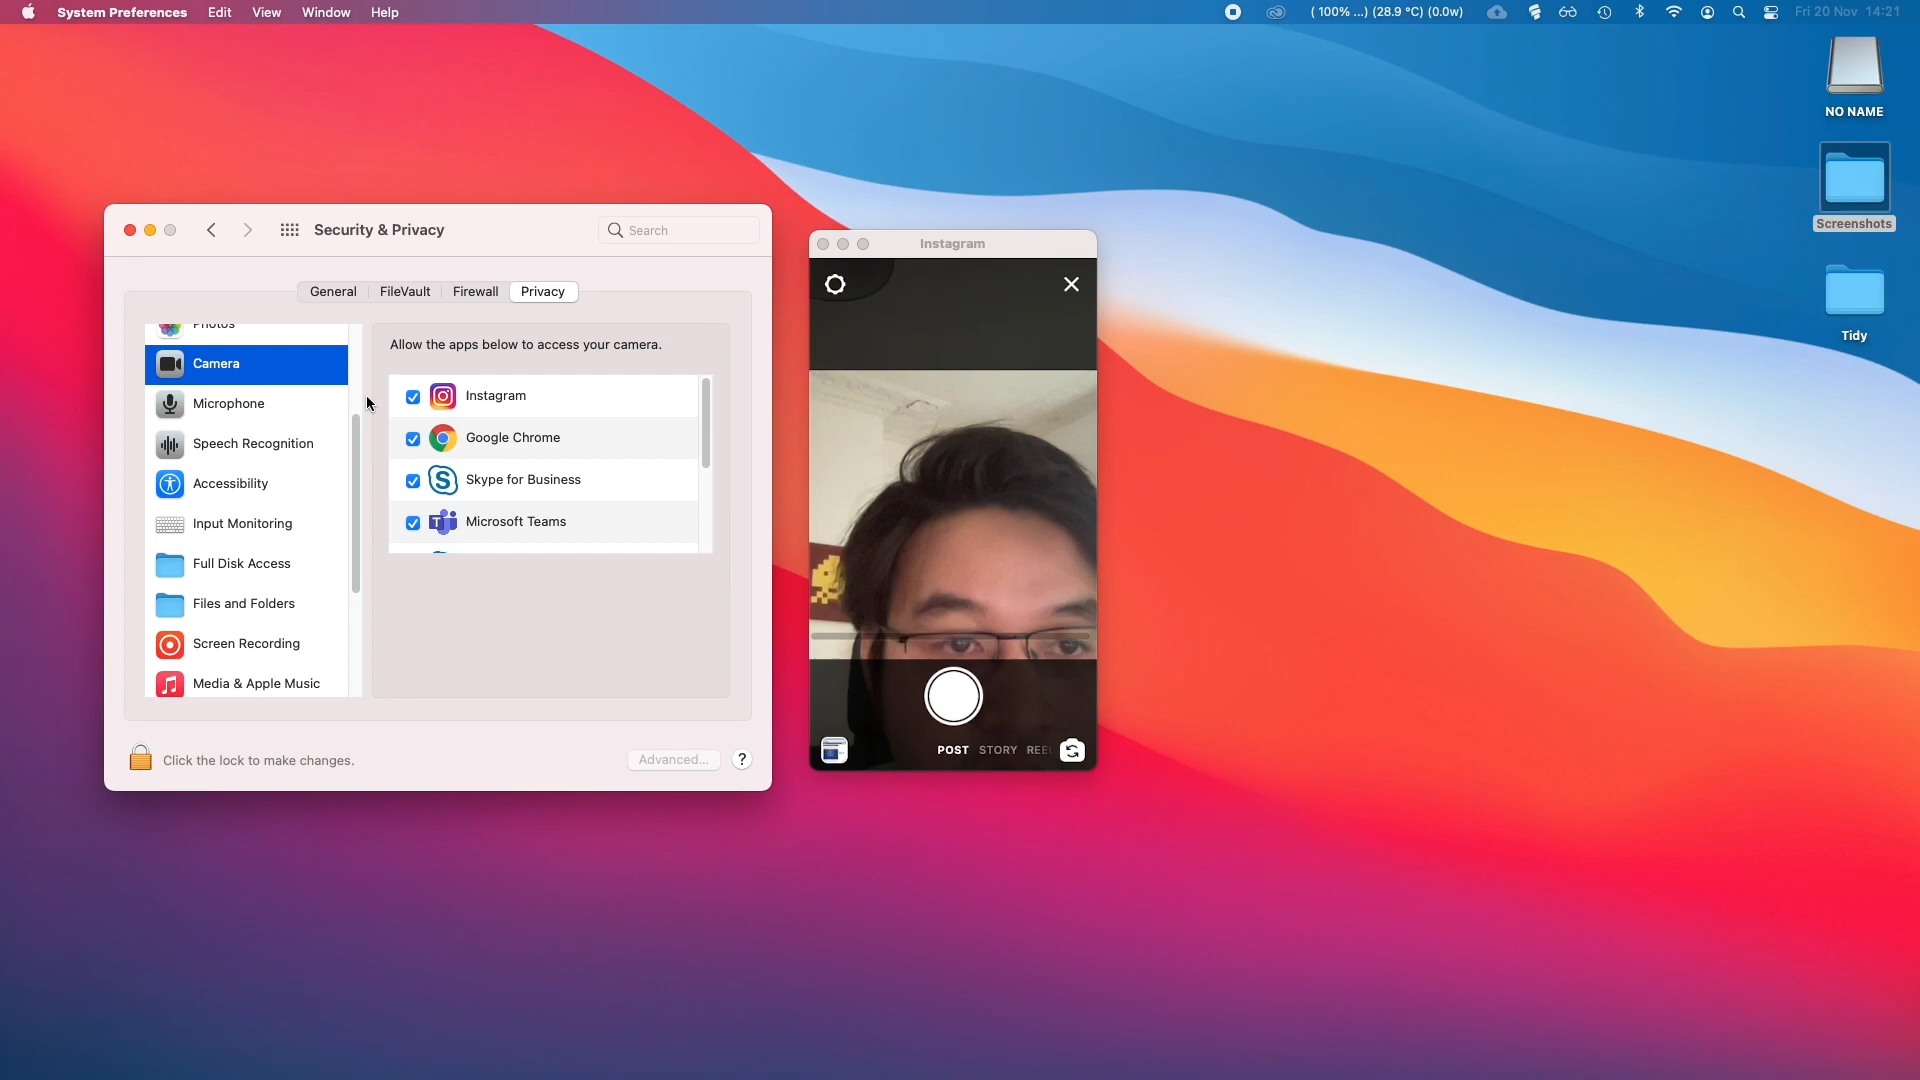 System Preferences Edit View Window Help
( 100% ...) (28.9 °C) (0.0w) Fri 20 Nov 14:21
NO NAME
Screenshots
Tidy
Security & Privacy
Search
General FileVault Firewall Privacy
Photos
Camera
Microphone
Speech Recognition
Accessibility
Input Monitoring
Full Disk Access
Files and Folders
Screen Recording
Media & Apple Music
Allow the apps below to access your camera.
Instagram
Google Chrome
Skype for Business
Microsoft Teams
Click the lock to make changes.
Advanced... ?
Instagram
POST STORY REE